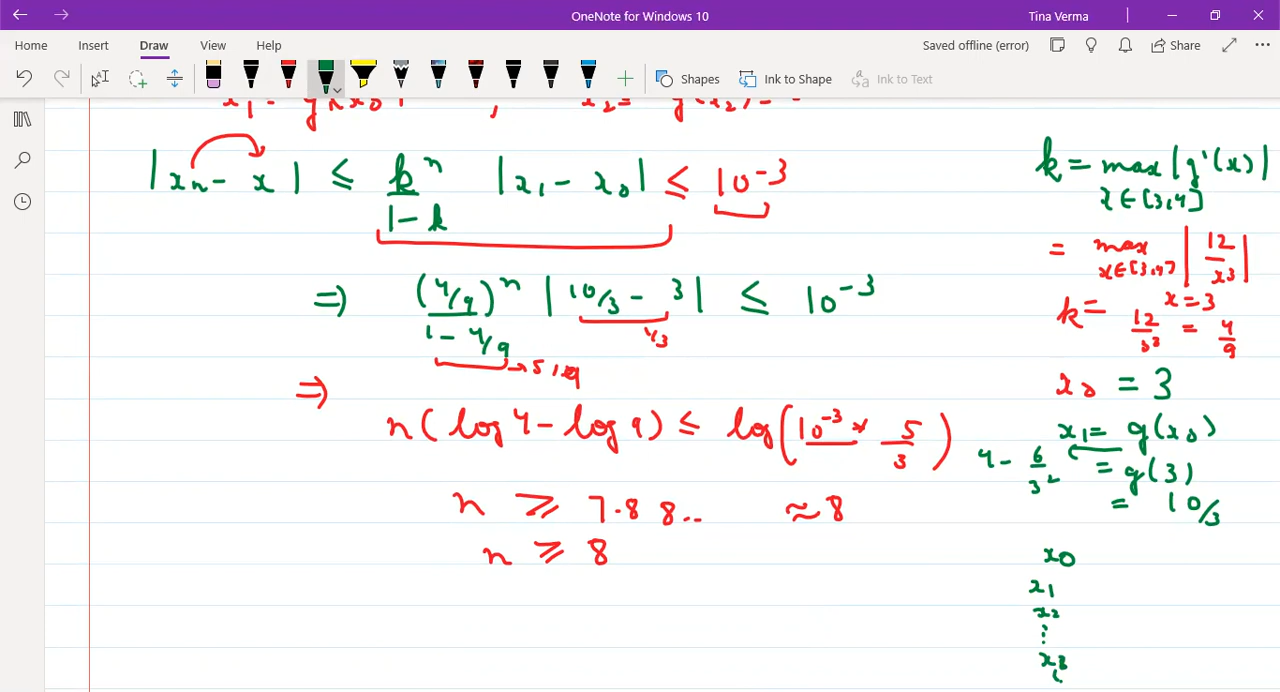 OneNote for Windows 10
Tina Verma
Home Insert Draw View Help
Saved offline (error)
Share
Shapes
Ink to Shape
Ink to Text
|xn - x| ≤ k^n / (1 - k) |x1 - x0| ≤ 10^-3
⇒ (4/9)^n / (1 - 4/9) |10/3 - 3| ≤ 10^-3
1/3
→ 5/9
⇒
n(log 4 - log 9) ≤ log(10^-3 * 5/3)
n ≥ 7.88.. ≈ 8
n ≥ 8
k = max |g'(x)|
x∈[3,4]
= max x∈[3,4] |12/x^3|
x = 3
k = 12/3^3 = 4/9
x0 = 3
x1 = g(x0)
4 - 6/3^2 = g(3)
= 10/3
x0
x1
x2
⋮
x8